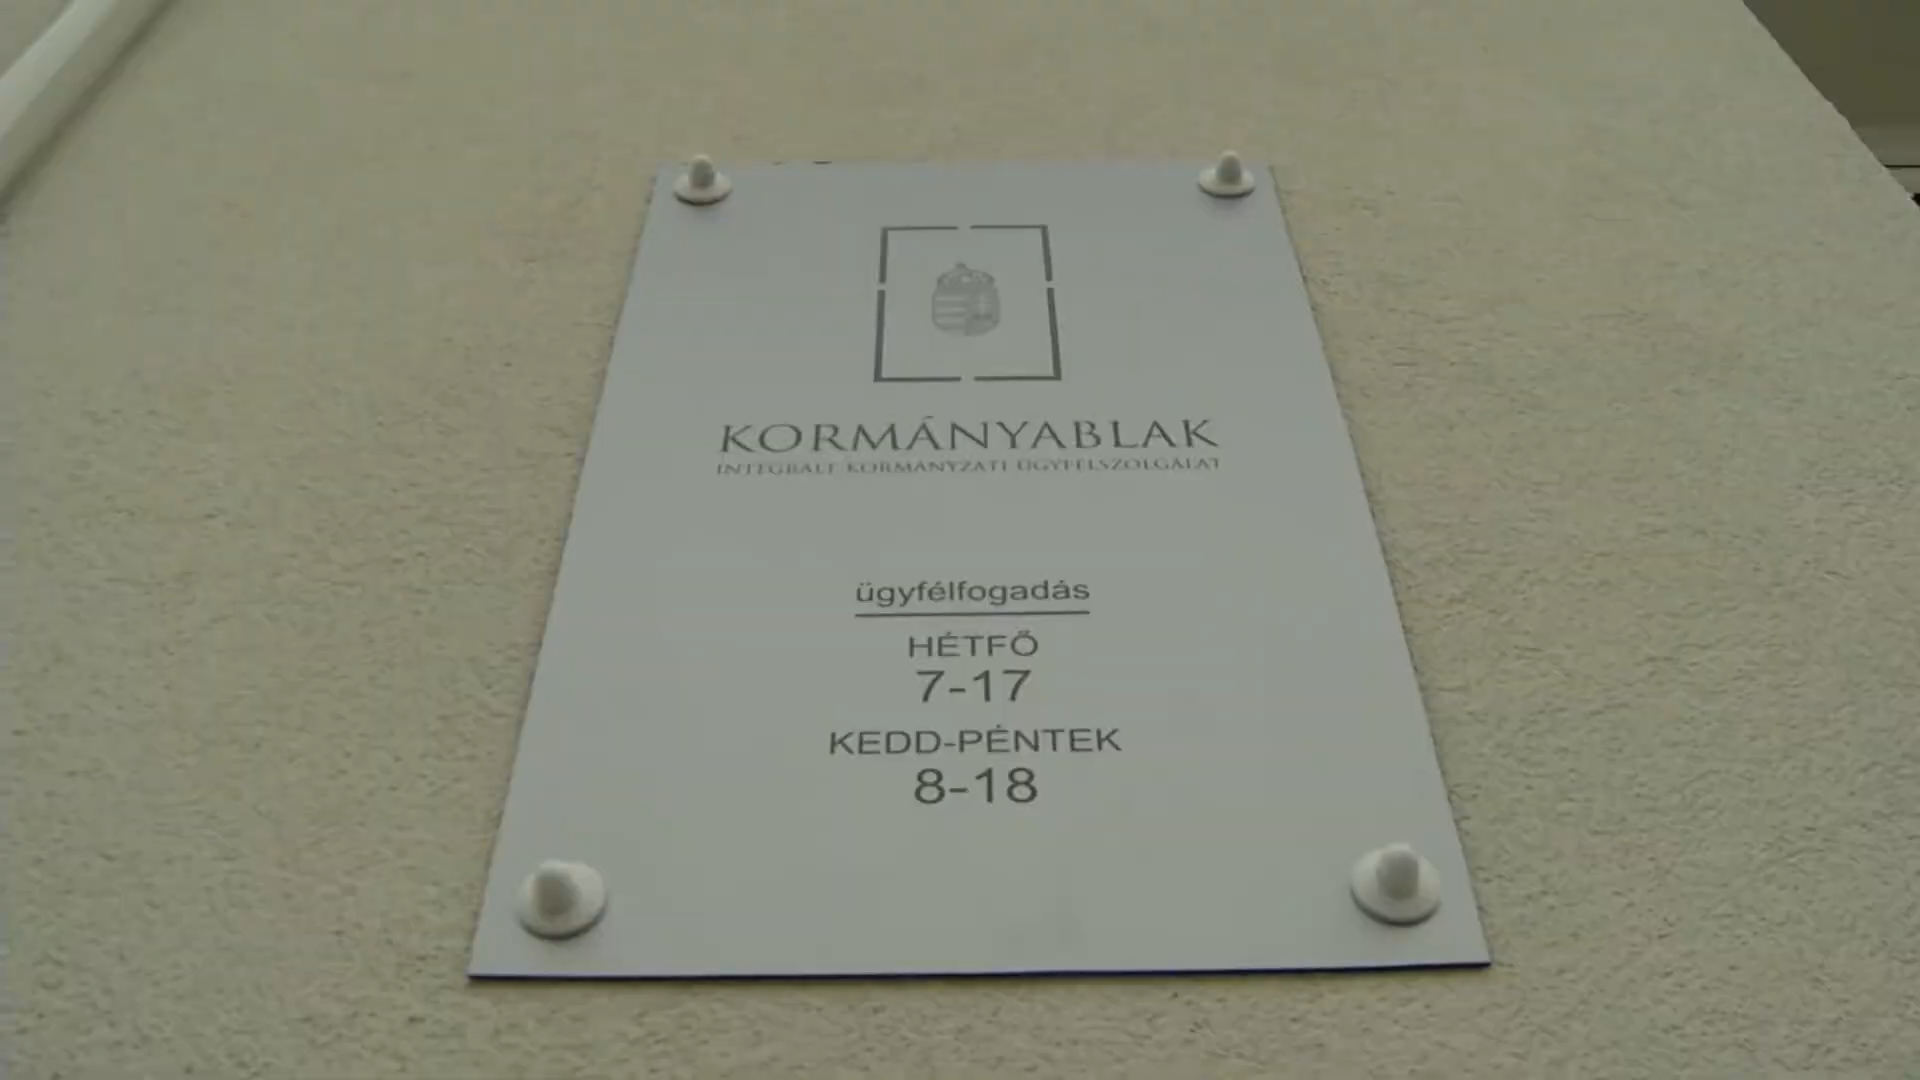 KORMÁNYABLAK
INTEGRÁLT KORMÁNYZATI ÜGYFÉLSZOLGÁLAT
ügyfélfogadás
HÉTFŐ
7-17
KEDD-PÉNTEK
8-18